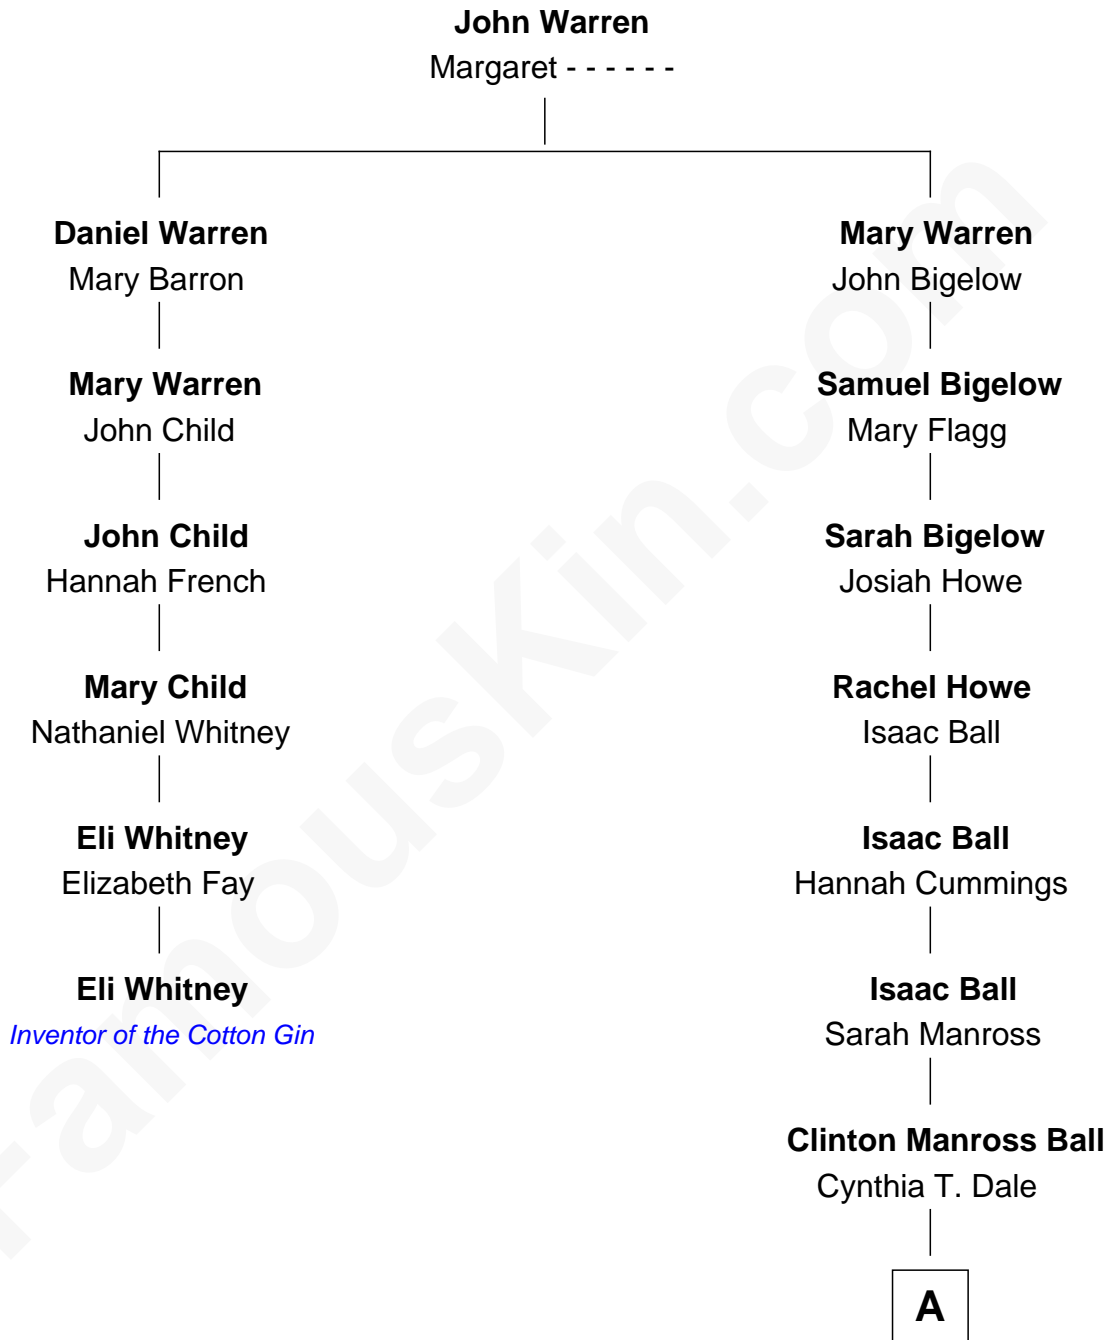 John Warren
Margaret - - - - - -
Daniel Warren
Mary Barron
Mary Warren
John Bigelow
Mary Warren
John Child
Samuel Bigelow
Mary Flagg
John Child
Hannah French
Sarah Bigelow
Josiah Howe
Mary Child
Nathaniel Whitney
Rachel Howe
Isaac Ball
Eli Whitney
Elizabeth Fay
Isaac Ball
Hannah Cummings
Eli Whitney
Inventor of the Cotton Gin
Isaac Ball
Sarah Manross
Clinton Manross Ball
Cynthia T. Dale
A
FamousKin.com